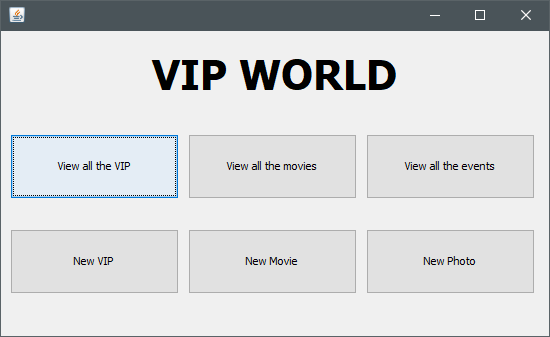 VIP WORLD
View all the VIP
View all the movies
View all the events
New VIP
New Movie
New Photo